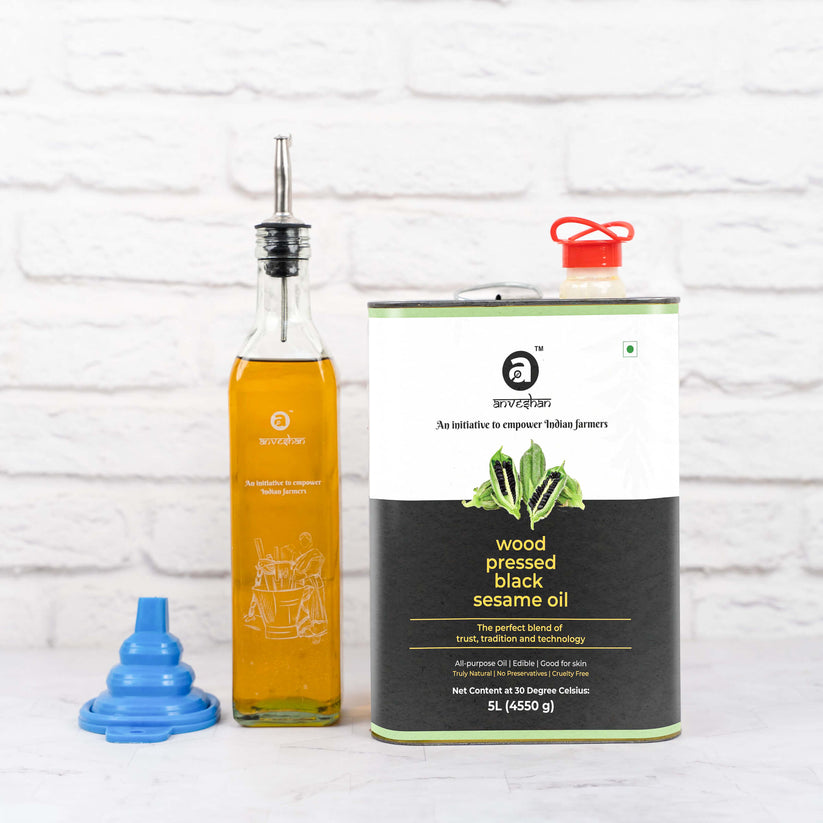 anveshan
An initiative to empower
Indian farmers
TM
a
anveshan
An initiative to empower Indian farmers
wood
pressed
black
sesame oil
The perfect blend of
trust, tradition and technology
All-purpose Oil | Edible | Good for skin
Truly Natural | No Preservatives | Cruelty Free
Net Content at 30 Degree Celsius:
5L (4550 g)